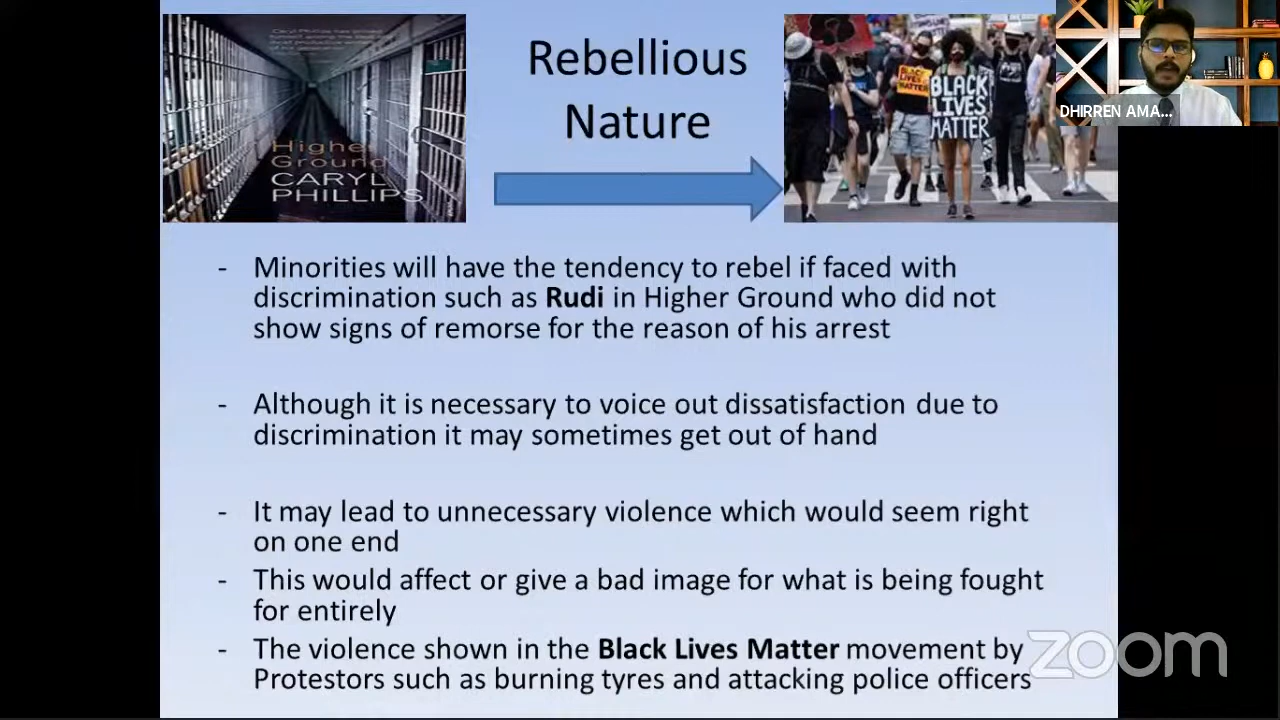 Higher
Ground
CARYL
PHILLIPS
Rebellious
Nature
BLACK
LIVES
MATTER
BLACK
LIVES
MATTER
DHIRREN AMA...
- Minorities will have the tendency to rebel if faced with
discrimination such as Rudi in Higher Ground who did not
show signs of remorse for the reason of his arrest
- Although it is necessary to voice out dissatisfaction due to
discrimination it may sometimes get out of hand
- It may lead to unnecessary violence which would seem right
on one end
- This would affect or give a bad image for what is being fought
for entirely
- The violence shown in the Black Lives Matter movement by
Protestors such as burning tyres and attacking police officers
zoom